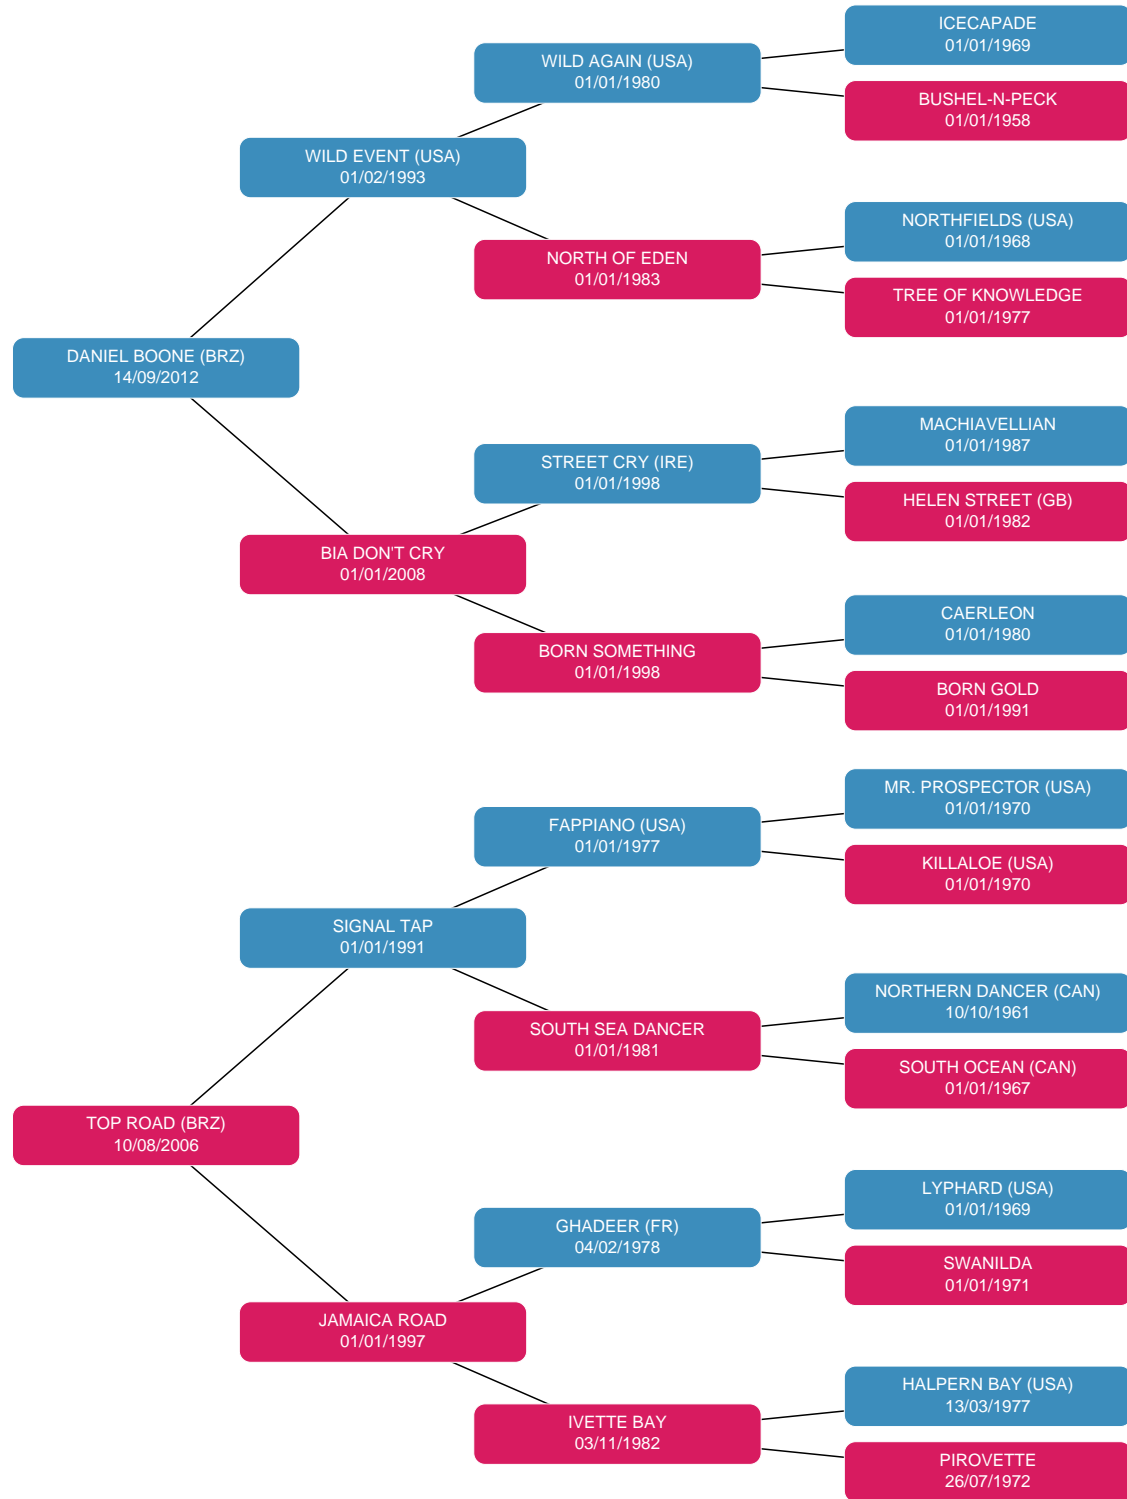 ICECAPADE
01/01/1969
WILD AGAIN (USA)
01/01/1980
BUSHEL-N-PECK
01/01/1958
WILD EVENT (USA)
01/02/1993
NORTHFIELDS (USA)
01/01/1968
NORTH OF EDEN
01/01/1983
TREE OF KNOWLEDGE
01/01/1977
DANIEL BOONE (BRZ)
14/09/2012
MACHIAVELLIAN
01/01/1987
STREET CRY (IRE)
01/01/1998
HELEN STREET (GB)
01/01/1982
BIA DON'T CRY
01/01/2008
CAERLEON
01/01/1980
BORN SOMETHING
01/01/1998
BORN GOLD
01/01/1991
MR. PROSPECTOR (USA)
01/01/1970
FAPPIANO (USA)
01/01/1977
KILLALOE (USA)
01/01/1970
SIGNAL TAP
01/01/1991
NORTHERN DANCER (CAN)
10/10/1961
SOUTH SEA DANCER
01/01/1981
SOUTH OCEAN (CAN)
01/01/1967
TOP ROAD (BRZ)
10/08/2006
LYPHARD (USA)
01/01/1969
GHADEER (FR)
04/02/1978
SWANILDA
01/01/1971
JAMAICA ROAD
01/01/1997
HALPERN BAY (USA)
13/03/1977
IVETTE BAY
03/11/1982
PIROVETTE
26/07/1972